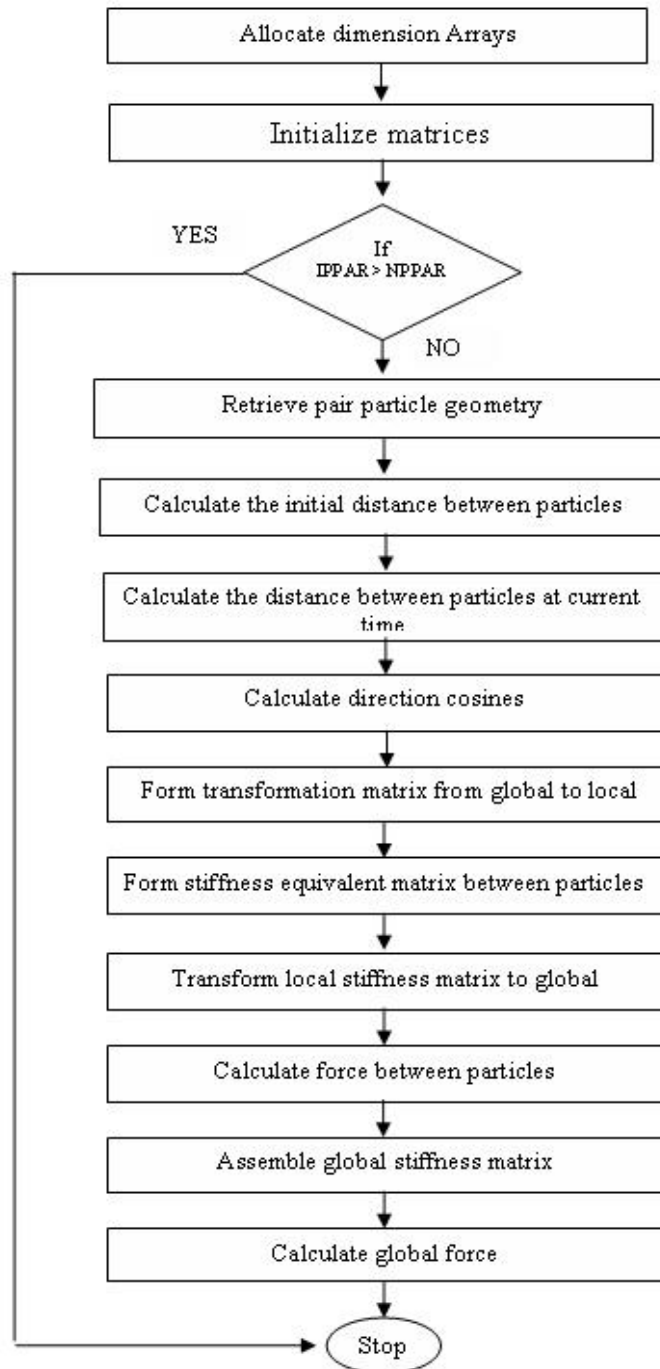 Allocate dimension Arrays
Initialize matrices
YES
If
IPPAR > NPPAR
NO
Retrieve pair particle geometry
Calculate the initial distance between particles
Calculate the distance between particles at current
time
Calculate direction cosines
Form transformation matrix from global to local
Form stiffness equivalent matrix between particles
Transform local stiffness matrix to global
Calculate force between particles
Assemble global stiffness matrix
Calculate global force
Stop